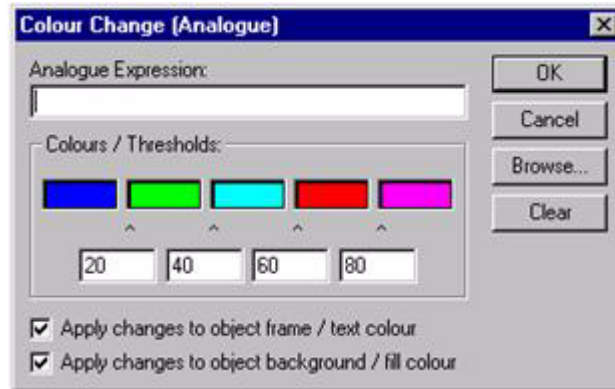 Colour Change (Analogue)
Analogue Expression:
OK
Cancel
Colours / Thresholds:
Browse...
Clear
^ ^ ^ ^
20 40 60 80
Apply changes to object frame / text colour
Apply changes to object background / fill colour